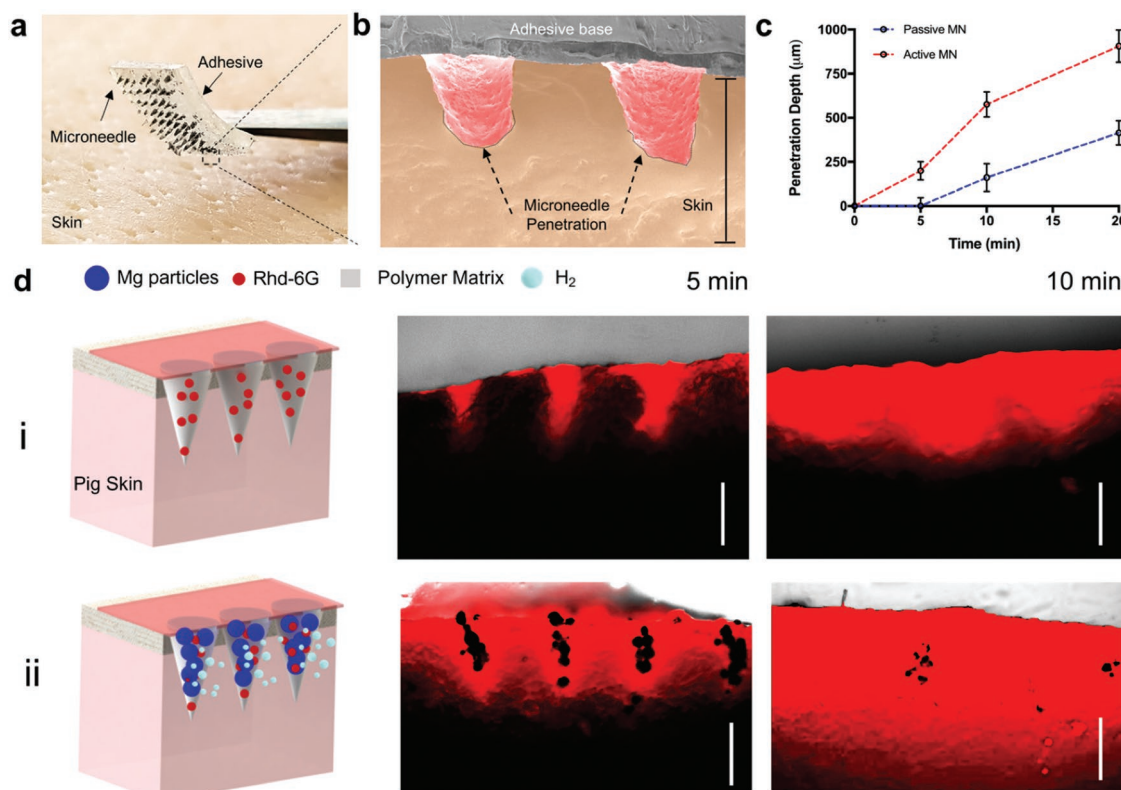 a
Adhesive
Microneedle
Skin
b
Adhesive base
Microneedle
Penetration
Skin
c
Passive MN
Active MN
Penetration Depth (μm)
1000
750
500
250
0
0
5
10
15
20
Time (min)
d
Mg particles
Rhd-6G
Polymer Matrix
H₂
5 min
10 min
i
Pig Skin
ii